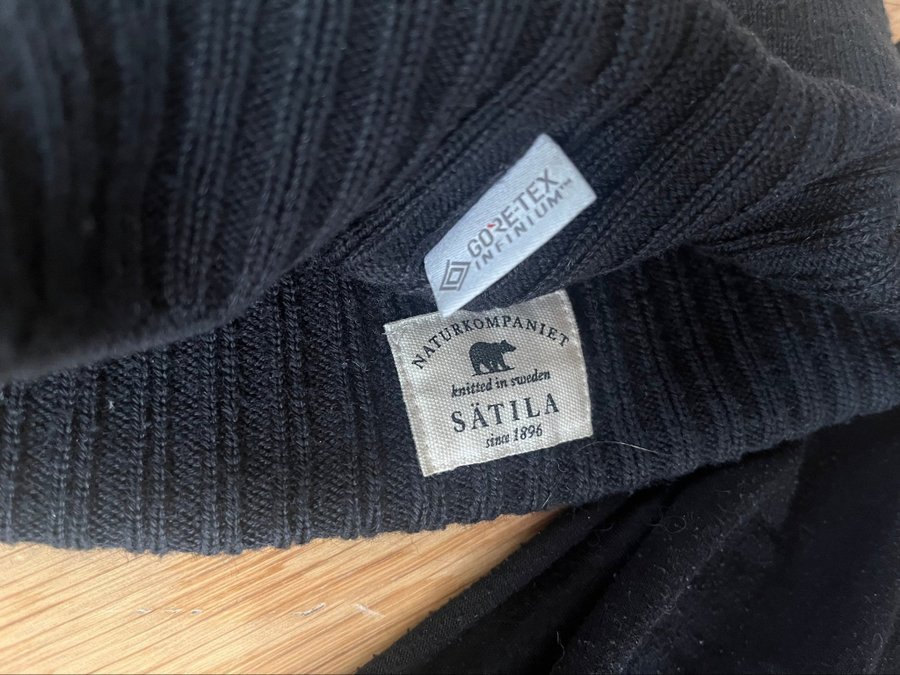 GORE-TEX
INFINIUM™
NATURKOMPANIET
knitted in sweden
SÄTILA
since 1896